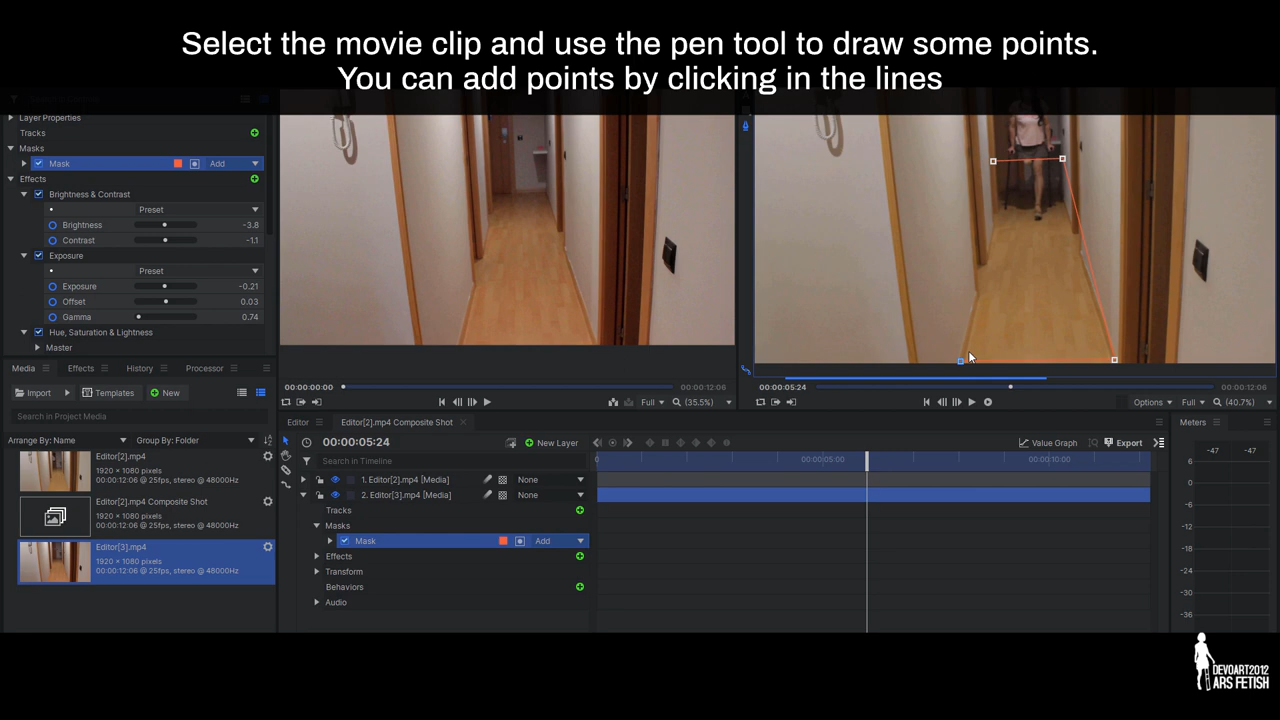 Select the movie clip and use the pen tool to draw some points.
You can add points by clicking in the lines
Layer Properties
Tracks
Masks
Mask Add
Effects
Brightness & Contrast
Preset
Brightness -3.8
Contrast -1.1
Exposure
Preset
Exposure -0.21
Offset 0.03
Gamma 0.74
Hue, Saturation & Lightness
Master
Media Effects History Processor
Import Templates New
Search in Project Media
Arrange By: Name Group By: Folder
Editor[2].mp4
1920 × 1080 pixels
00:00:12:06 @ 25fps, stereo @ 48000Hz
Editor[2].mp4 Composite Shot
1920 × 1080 pixels
00:00:12:06 @ 25fps, stereo @ 48000Hz
Editor[3].mp4
1920 × 1080 pixels
00:00:12:06 @ 25fps, stereo @ 48000Hz
00:00:00:00 00:00:12:06
Full (35.5%)
00:00:05:24 00:00:12:06
Options Full (40.7%)
Editor Editor[2].mp4 Composite Shot
00:00:05:24 New Layer Value Graph Export
Search in Timeline
0 00:00:05:00 00:00:10:00
1. Editor[2].mp4 [Media] None
2. Editor[3].mp4 [Media] None
Tracks
Masks
Mask Add
Effects
Transform
Behaviors
Audio
Meters
-47 -47
6
0
-6
-12
-18
-24
-30
-36
DEVOART2012
ARS FETISH